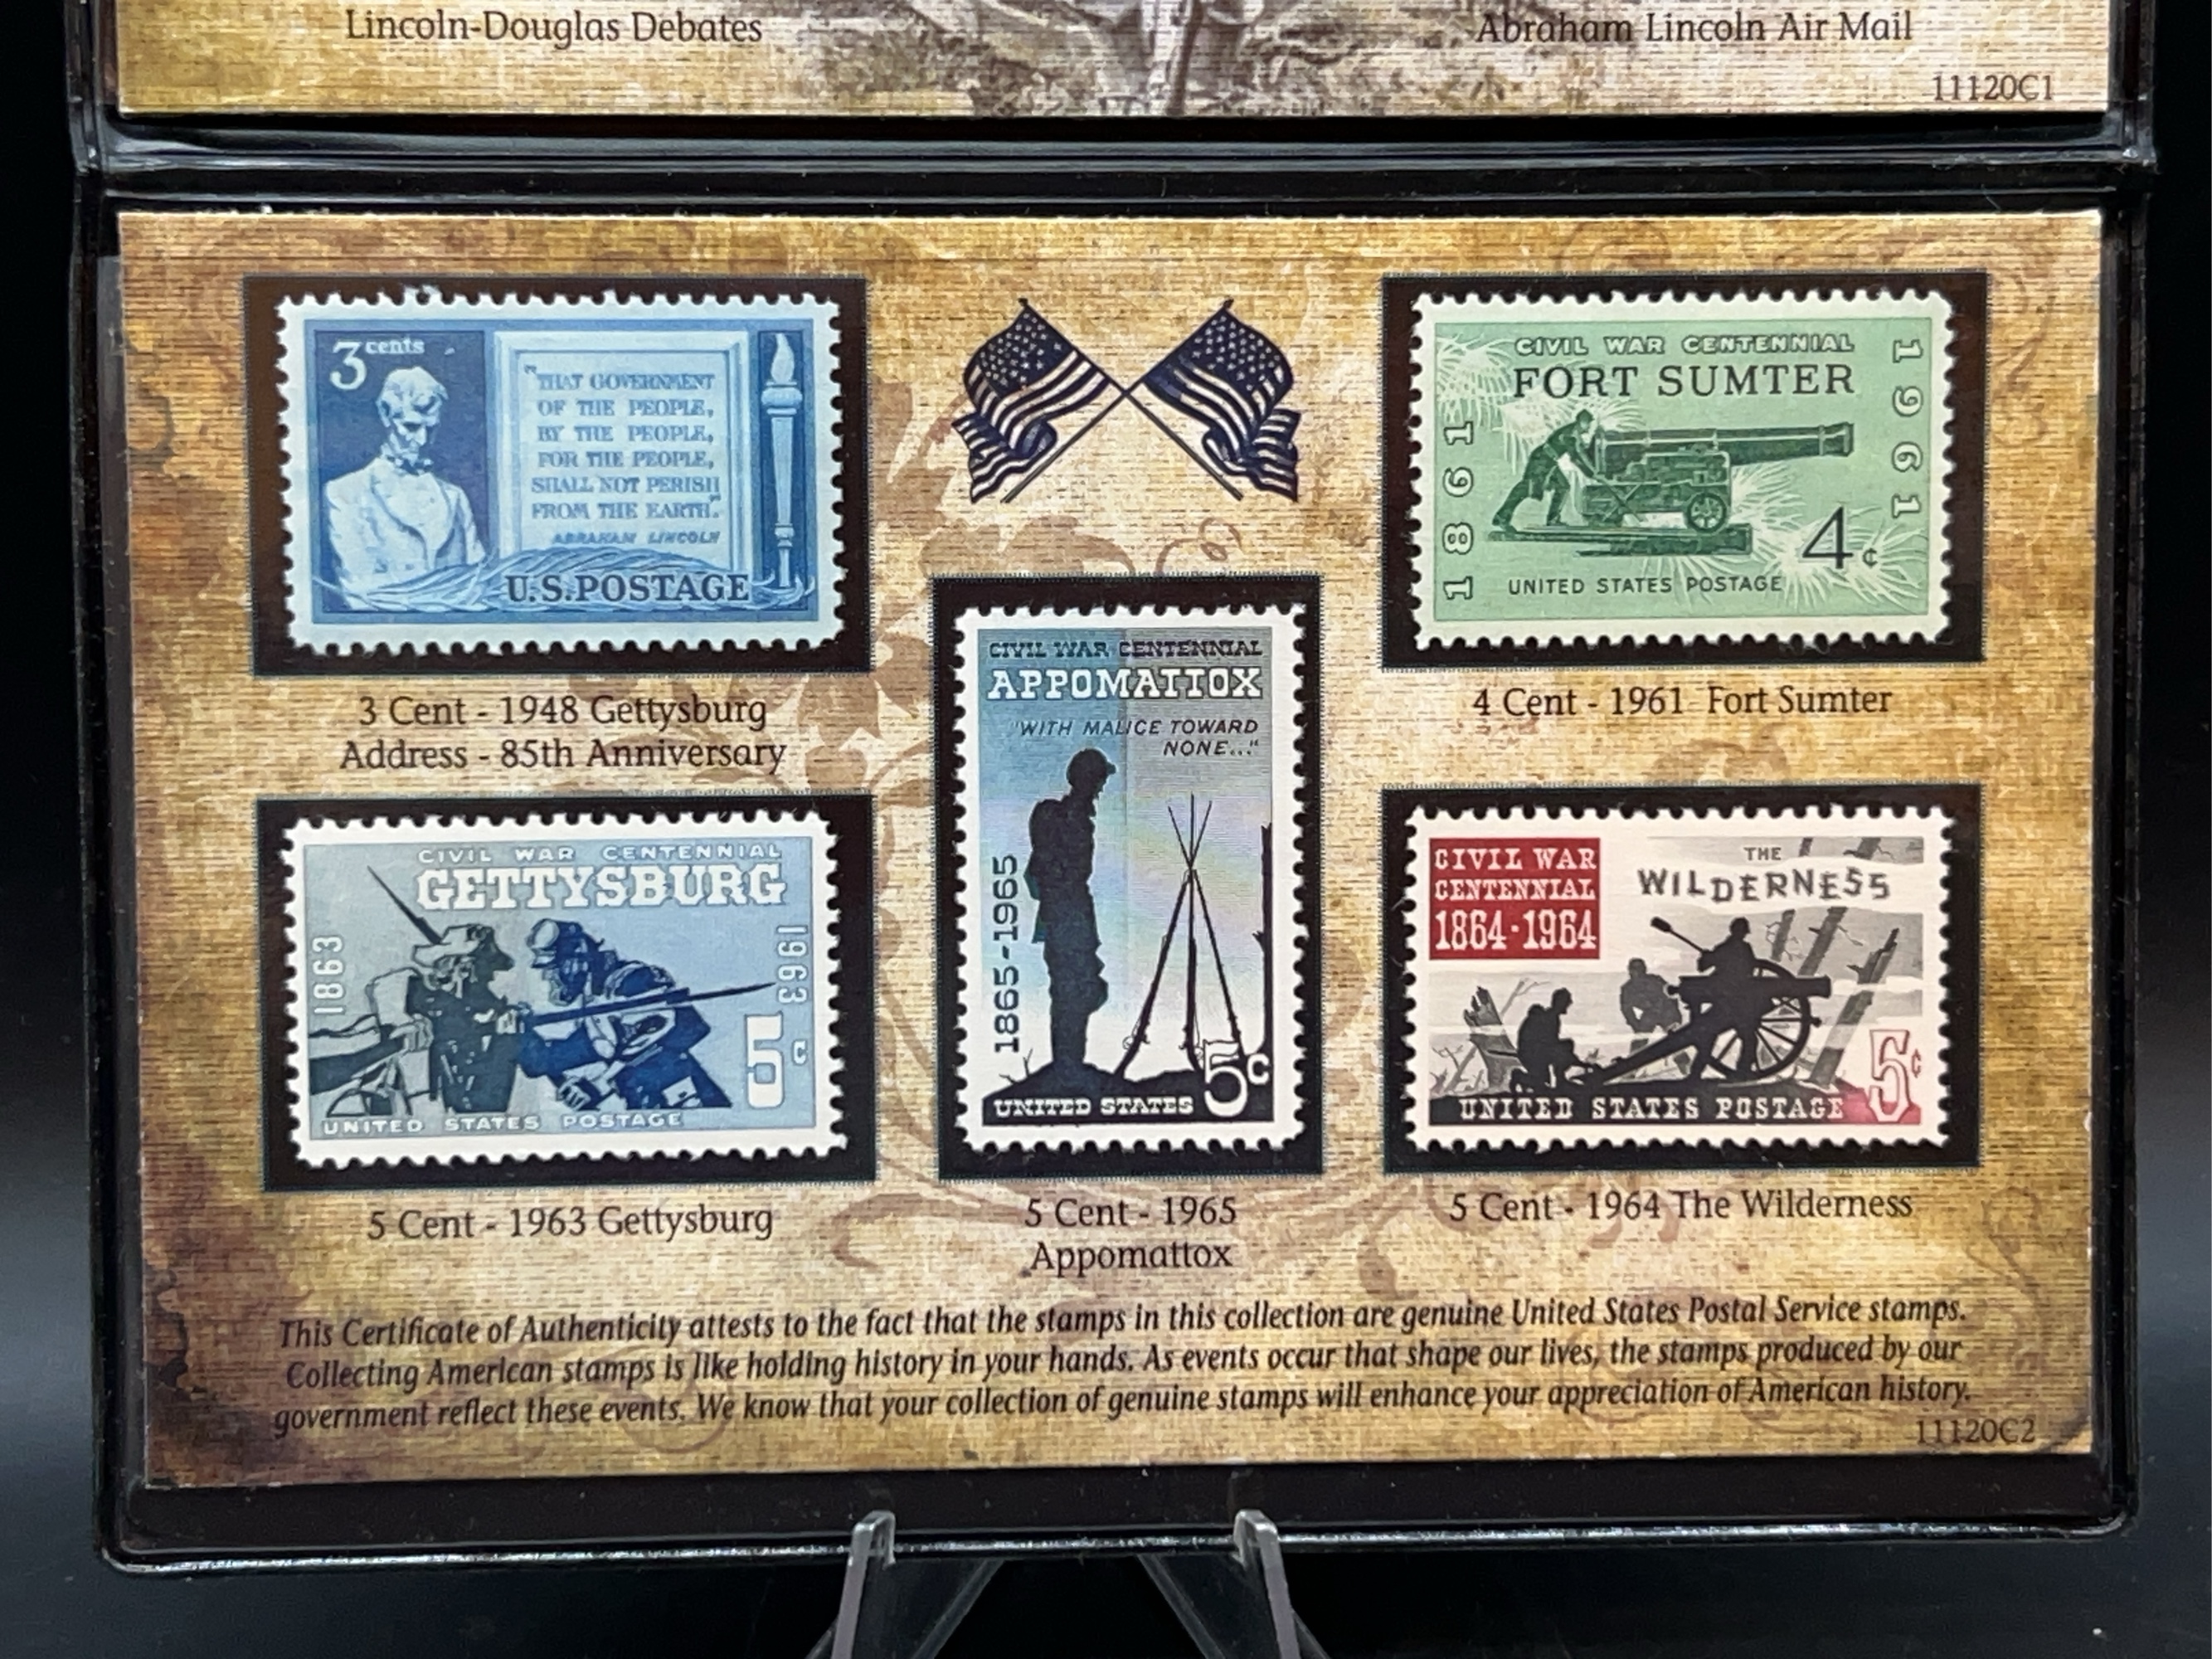 Lincoln-Douglas Debates
Abraham Lincoln Air Mail
11120C1
3 cents
"THAT GOVERNMENT
OF THE PEOPLE,
BY THE PEOPLE,
FOR THE PEOPLE,
SHALL NOT PERISH
FROM THE EARTH."
ABRAHAM LINCOLN
U.S.POSTAGE
3 Cent - 1948 Gettysburg
Address - 85th Anniversary
CIVIL WAR CENTENNIAL
FORT SUMTER
1861
1961
4¢
UNITED STATES POSTAGE
4 Cent - 1961 Fort Sumter
CIVIL WAR CENTENNIAL
GETTYSBURG
1863
1963
5¢
UNITED STATES POSTAGE
5 Cent - 1963 Gettysburg
CIVIL WAR CENTENNIAL
APPOMATTOX
"WITH MALICE TOWARD
NONE..."
1865-1965
UNITED STATES 5c
5 Cent - 1965
Appomattox
CIVIL WAR
CENTENNIAL
1864·1964
THE
WILDERNESS
UNITED STATES POSTAGE 5¢
5 Cent - 1964 The Wilderness
This Certificate of Authenticity attests to the fact that the stamps in this collection are genuine United States Postal Service stamps.
Collecting American stamps is like holding history in your hands. As events occur that shape our lives, the stamps produced by our
government reflect these events. We know that your collection of genuine stamps will enhance your appreciation of American history.
11120C2